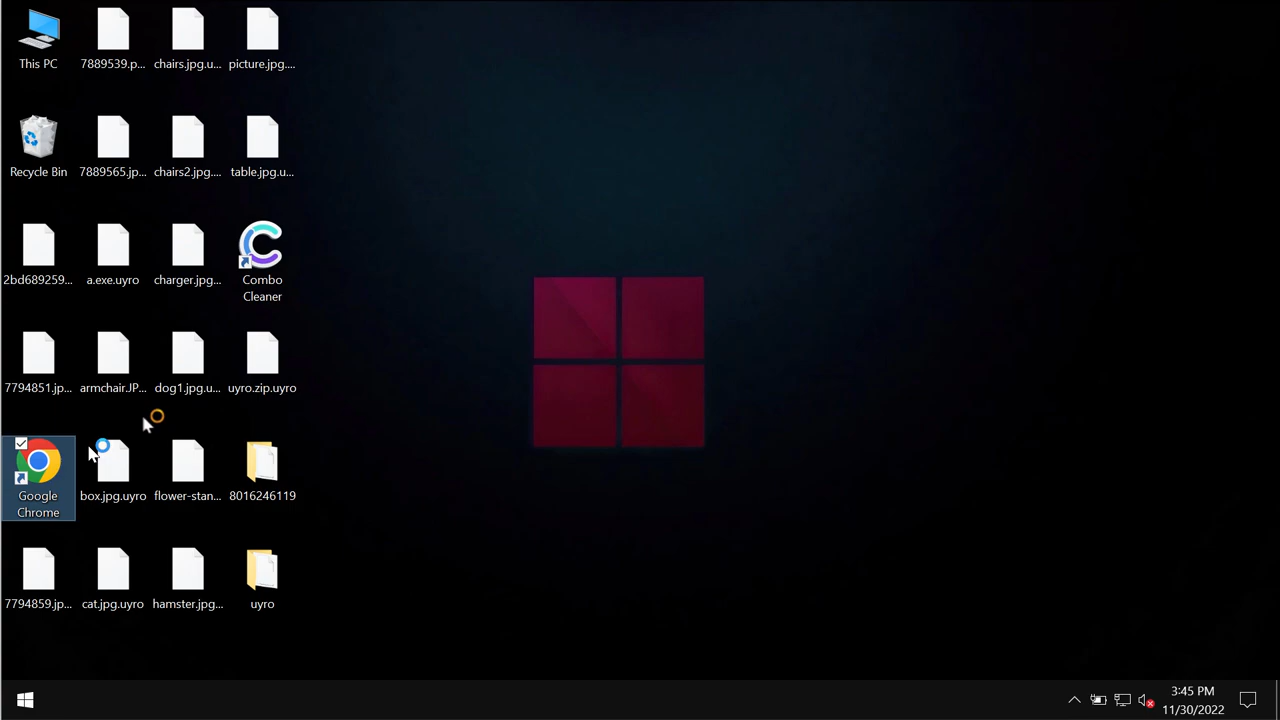 This PC
7889539.p...
chairs.jpg.u...
picture.jpg....
Recycle Bin
7889565.jp...
chairs2.jpg....
table.jpg.u...
2bd689259...
a.exe.uyro
charger.jpg...
Combo
Cleaner
7794851.jp...
armchair.JP...
dog1.jpg.u...
uyro.zip.uyro
Google
Chrome
box.jpg.uyro
flower-stan...
8016246119
7794859.jp...
cat.jpg.uyro
hamster.jpg...
uyro
3:45 PM
11/30/2022